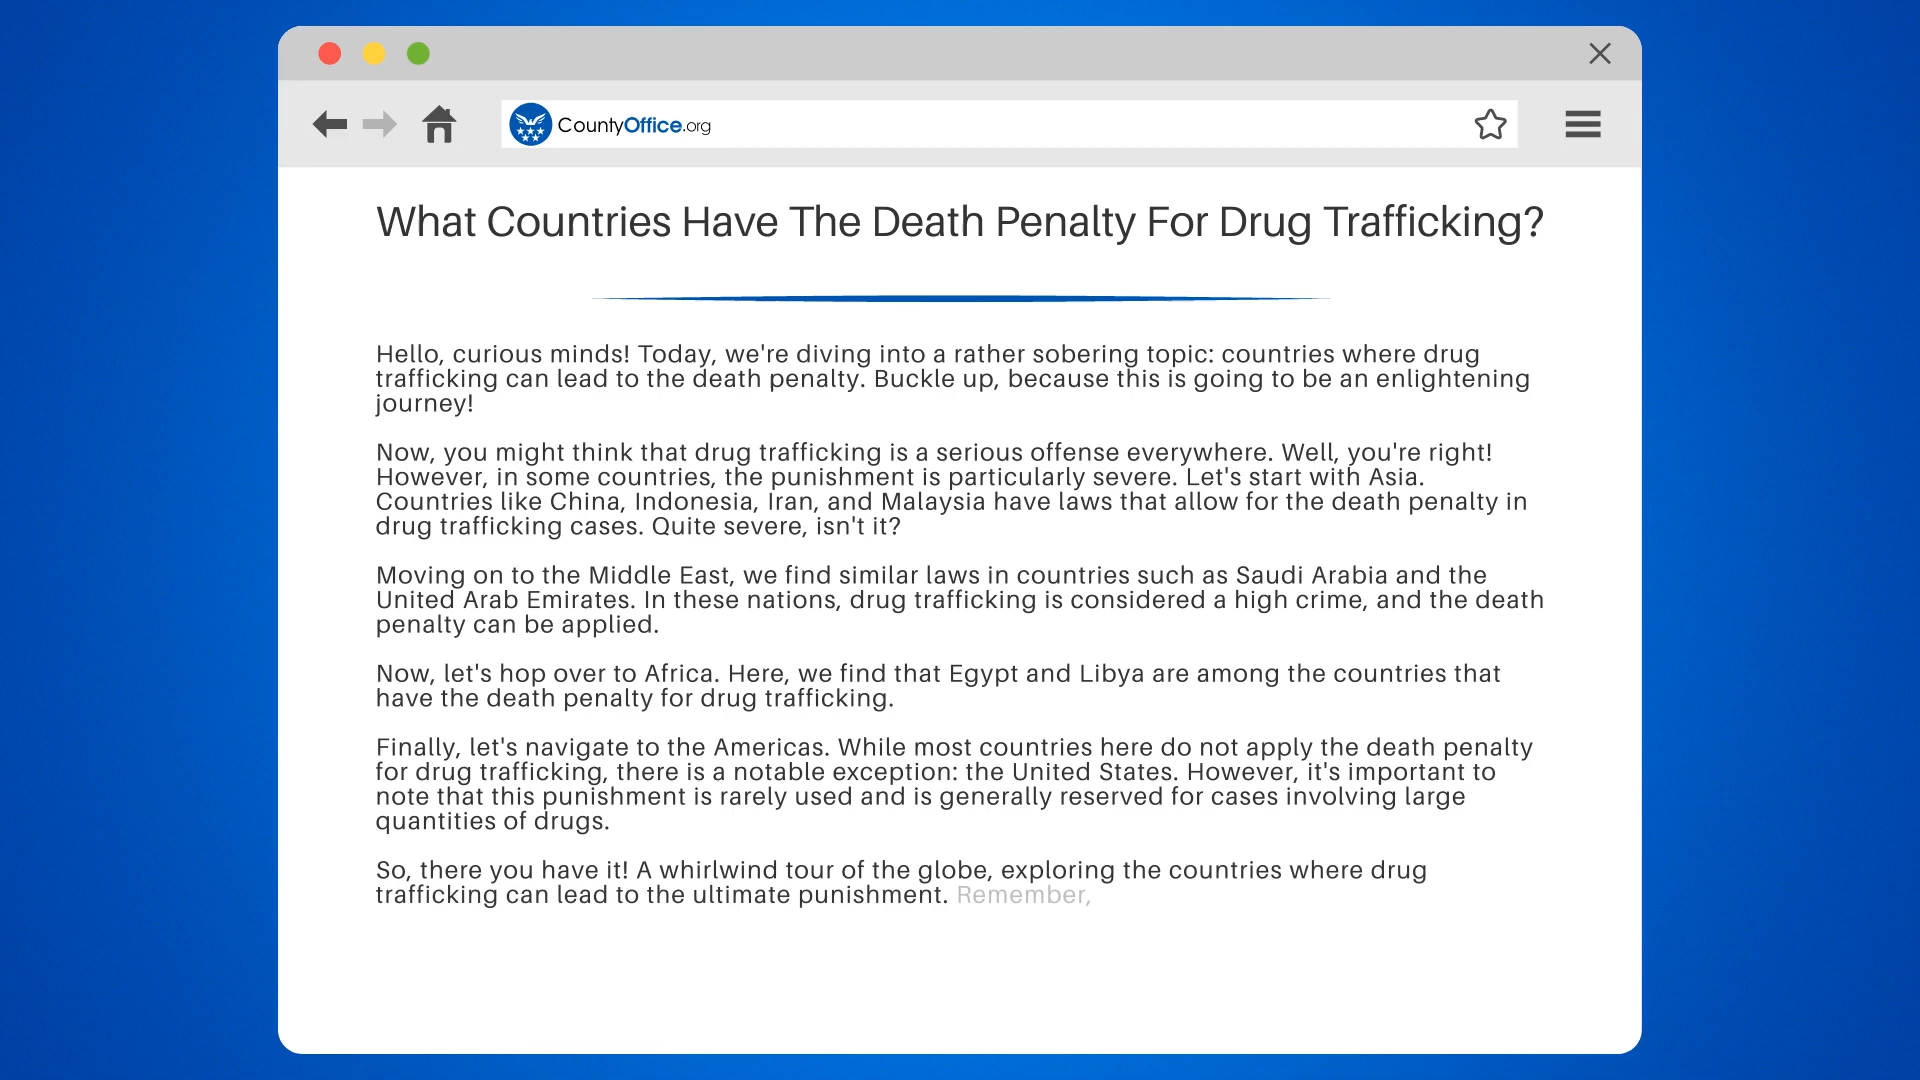 CountyOffice.org
What Countries Have The Death Penalty For Drug Trafficking?
Hello, curious minds! Today, we're diving into a rather sobering topic: countries where drug
trafficking can lead to the death penalty. Buckle up, because this is going to be an enlightening
journey!
Now, you might think that drug trafficking is a serious offense everywhere. Well, you're right!
However, in some countries, the punishment is particularly severe. Let's start with Asia.
Countries like China, Indonesia, Iran, and Malaysia have laws that allow for the death penalty in
drug trafficking cases. Quite severe, isn't it?
Moving on to the Middle East, we find similar laws in countries such as Saudi Arabia and the
United Arab Emirates. In these nations, drug trafficking is considered a high crime, and the death
penalty can be applied.
Now, let's hop over to Africa. Here, we find that Egypt and Libya are among the countries that
have the death penalty for drug trafficking.
Finally, let's navigate to the Americas. While most countries here do not apply the death penalty
for drug trafficking, there is a notable exception: the United States. However, it's important to
note that this punishment is rarely used and is generally reserved for cases involving large
quantities of drugs.
So, there you have it! A whirlwind tour of the globe, exploring the countries where drug
trafficking can lead to the ultimate punishment. Remember,